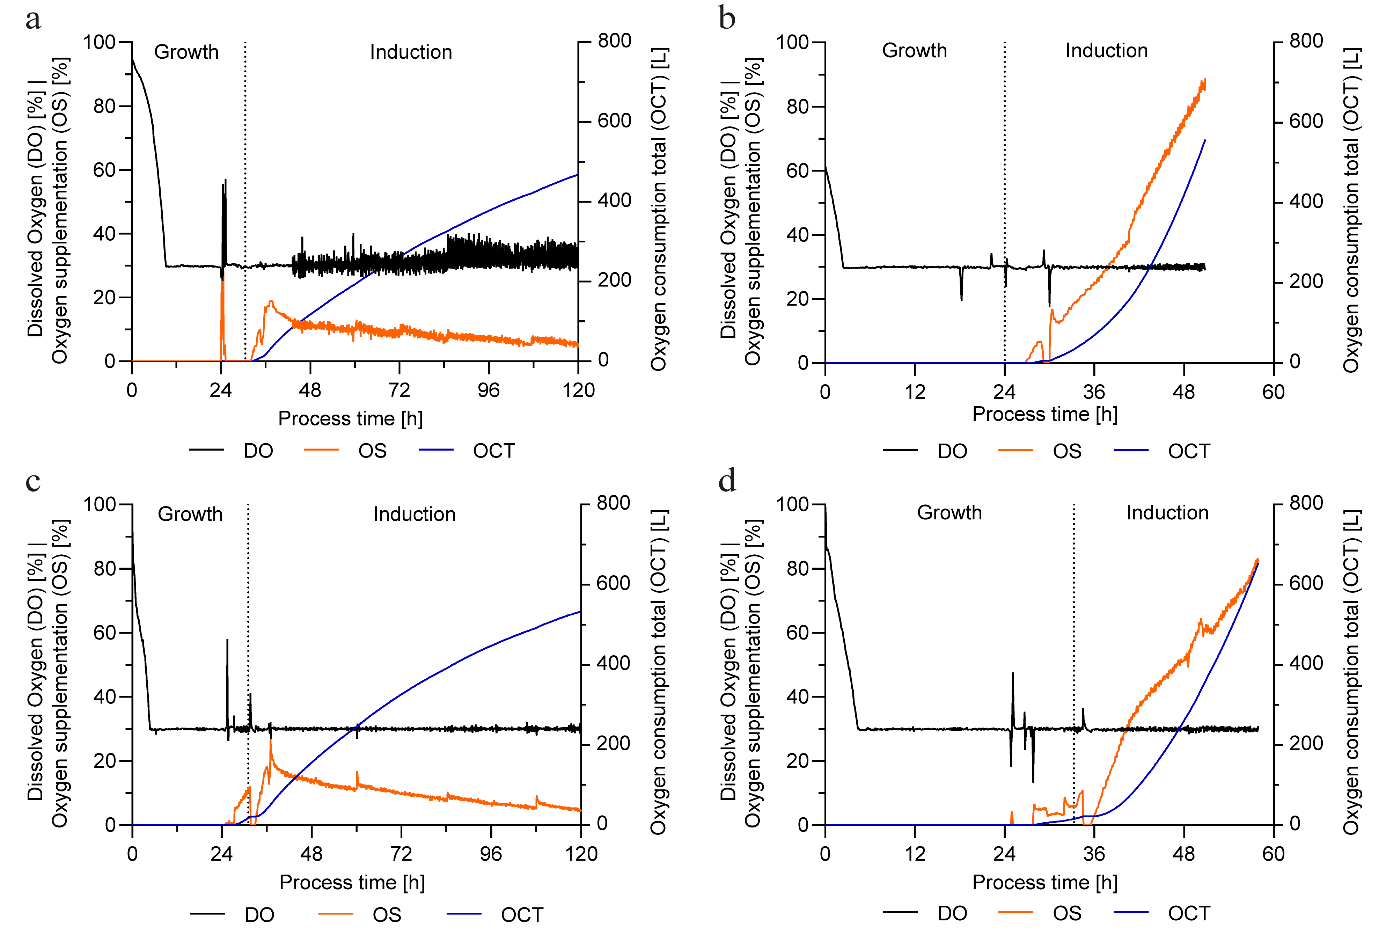 a
Dissolved Oxygen (DO) [%] |
Oxygen supplementation (OS) [%]
100
80
60
40
20
0
Growth
Induction
800
600
400
200
0
Oxygen consumption total (OCT) [L]
0
24
48
72
96
120
Process time [h]
DO
OS
OCT
b
Dissolved Oxygen (DO) [%] |
Oxygen supplementation (OS) [%]
100
80
60
40
20
0
Growth
Induction
800
600
400
200
0
Oxygen consumption total (OCT) [L]
0
12
24
36
48
60
Process time [h]
DO
OS
OCT
c
Dissolved Oxygen (DO) [%] |
Oxygen supplementation (OS) [%]
100
80
60
40
20
0
Growth
Induction
800
600
400
200
0
Oxygen consumption total (OCT) [L]
0
24
48
72
96
120
Process time [h]
DO
OS
OCT
d
Dissolved Oxygen (DO) [%] |
Oxygen supplementation (OS) [%]
100
80
60
40
20
0
Growth
Induction
800
600
400
200
0
Oxygen consumption total (OCT) [L]
0
12
24
36
48
60
Process time [h]
DO
OS
OCT